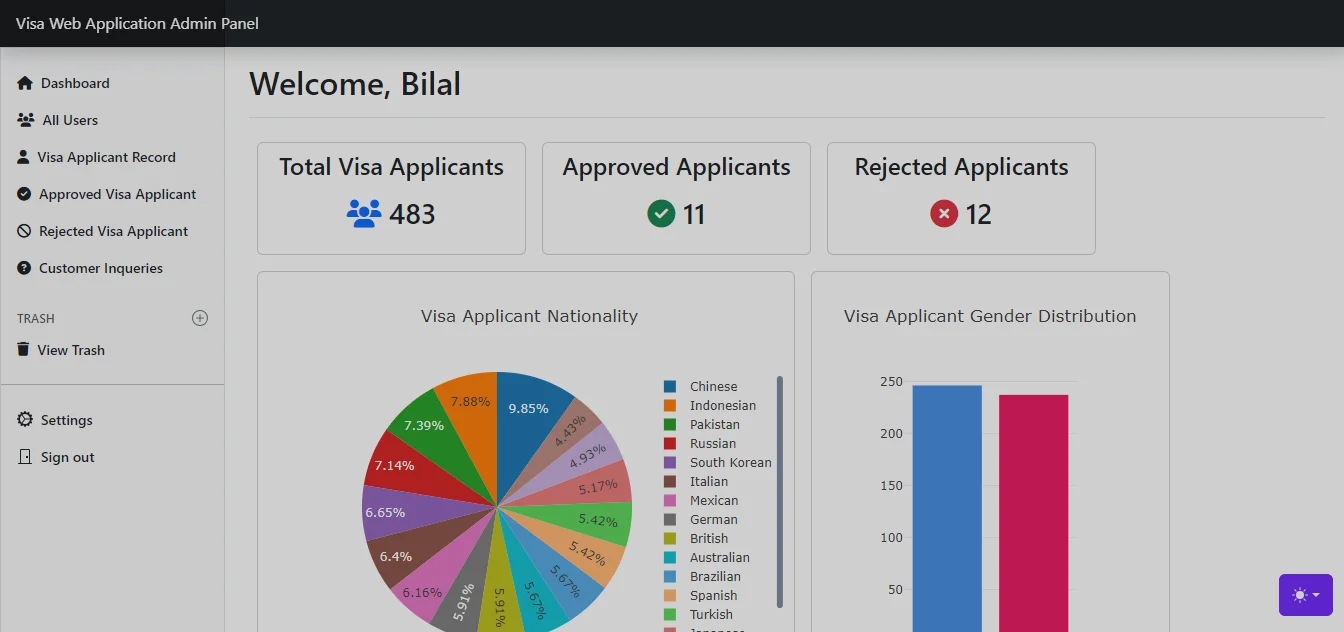 Visa Web Application Admin Panel
Dashboard
All Users
Visa Applicant Record
Approved Visa Applicant
Rejected Visa Applicant
Customer Inqueries
TRASH
View Trash
Settings
Sign out
Welcome, Bilal
Total Visa Applicants
483
Approved Applicants
11
Rejected Applicants
12
Visa Applicant Nationality
9.85%
7.88%
7.39%
7.14%
6.65%
6.4%
6.16%
5.91%
5.91%
5.67%
5.67%
5.42%
5.42%
5.17%
4.93%
4.43%
Chinese
Indonesian
Pakistan
Russian
South Korean
Italian
Mexican
German
British
Australian
Brazilian
Spanish
Turkish
Visa Applicant Gender Distribution
250
200
150
100
50